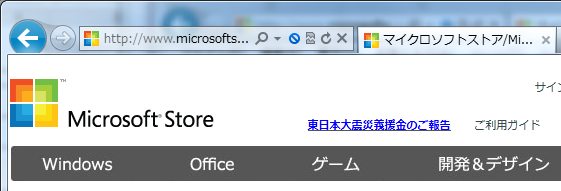 http://www.microsofts...
マイクロソフトストア/Mi...
サイン
Microsoft Store
東日本大震災義援金のご報告 ご利用ガイド
Windows Office ゲーム 開発&デザイン